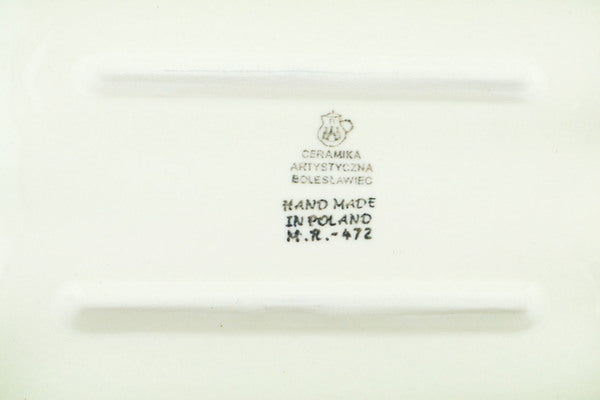 CERAMIKA
ARTYSTYCZNA
BOLESŁAWIEC
HAND MADE
IN POLAND
M.R.-472